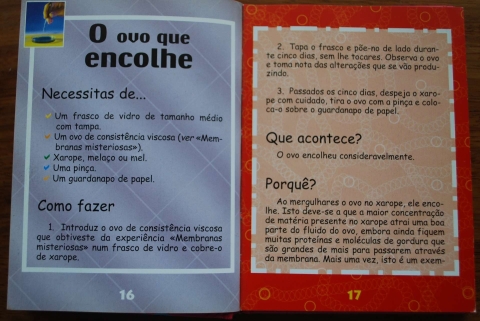 O ovo que
encolhe
Necessitas de...
Um frasco de vidro de tamanho médio
com tampa.
Um ovo de consistência viscosa (ver «Mem-
branas misteriosas»).
Xarope, melaço ou mel.
Uma pinça.
Um guardanapo de papel.
Como fazer
1. Introduz o ovo de consistência viscosa
que obtiveste da experiência «Membranas
misteriosas» num frasco de vidro e cobre-o
de xarope.
16
2. Tapa o frasco e põe-no de lado duran-
te cinco dias, sem lhe tocares. Observa o ovo
e toma nota das alterações que se vão produ-
zindo.
3. Passados os cinco dias, despeja o xaro-
pe com cuidado, tira o ovo com a pinça e colo-
ca-o sobre o guardanapo de papel.
Que acontece?
O ovo encolheu consideravelmente.
Porquê?
Ao mergulhares o ovo no xarope, ele enco-
lhe. Isto deve-se a que a maior concentração
de matéria presente no xarope atrai uma boa
parte da fluido do ovo, embora ainda fiquem
muitas proteínas e moléculas de gordura que
são grandes de mais para passarem através
da membrana. Mais uma vez, isto é um exem-
17